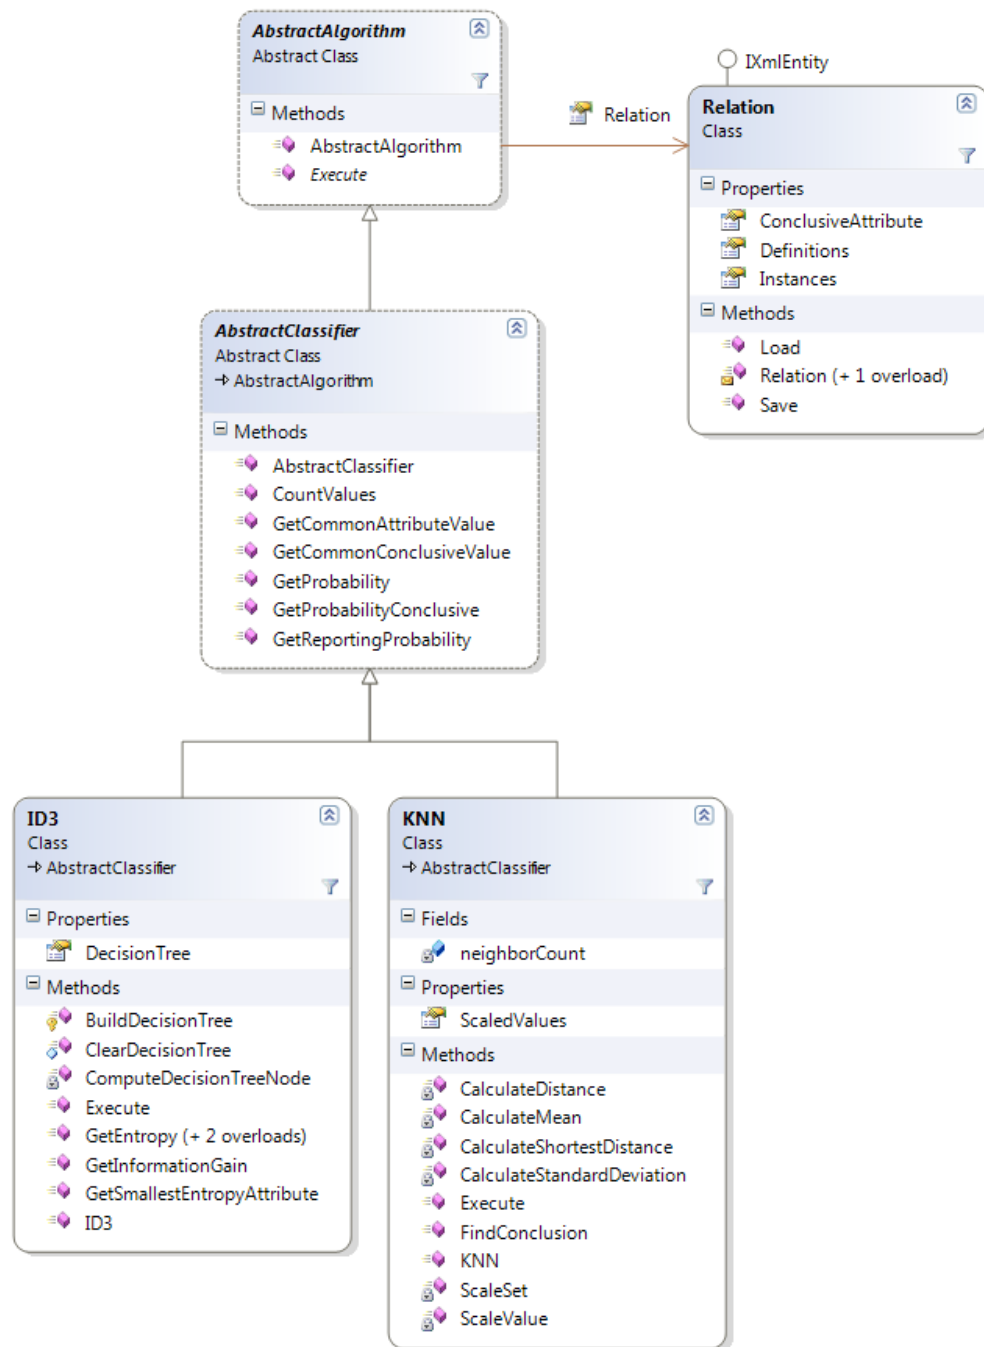 AbstractAlgorithm
Abstract Class
Methods
AbstractAlgorithm
Execute
Relation
IXmlEntity
Relation
Class
Properties
ConclusiveAttribute
Definitions
Instances
Methods
Load
Relation (+ 1 overload)
Save
AbstractClassifier
Abstract Class
AbstractAlgorithm
Methods
AbstractClassifier
CountValues
GetCommonAttributeValue
GetCommonConclusiveValue
GetProbability
GetProbabilityConclusive
GetReportingProbability
ID3
Class
AbstractClassifier
Properties
DecisionTree
Methods
BuildDecisionTree
ClearDecisionTree
ComputeDecisionTreeNode
Execute
GetEntropy (+ 2 overloads)
GetInformationGain
GetSmallestEntropyAttribute
ID3
KNN
Class
AbstractClassifier
Fields
neighborCount
Properties
ScaledValues
Methods
CalculateDistance
CalculateMean
CalculateShortestDistance
CalculateStandardDeviation
Execute
FindConclusion
KNN
ScaleSet
ScaleValue